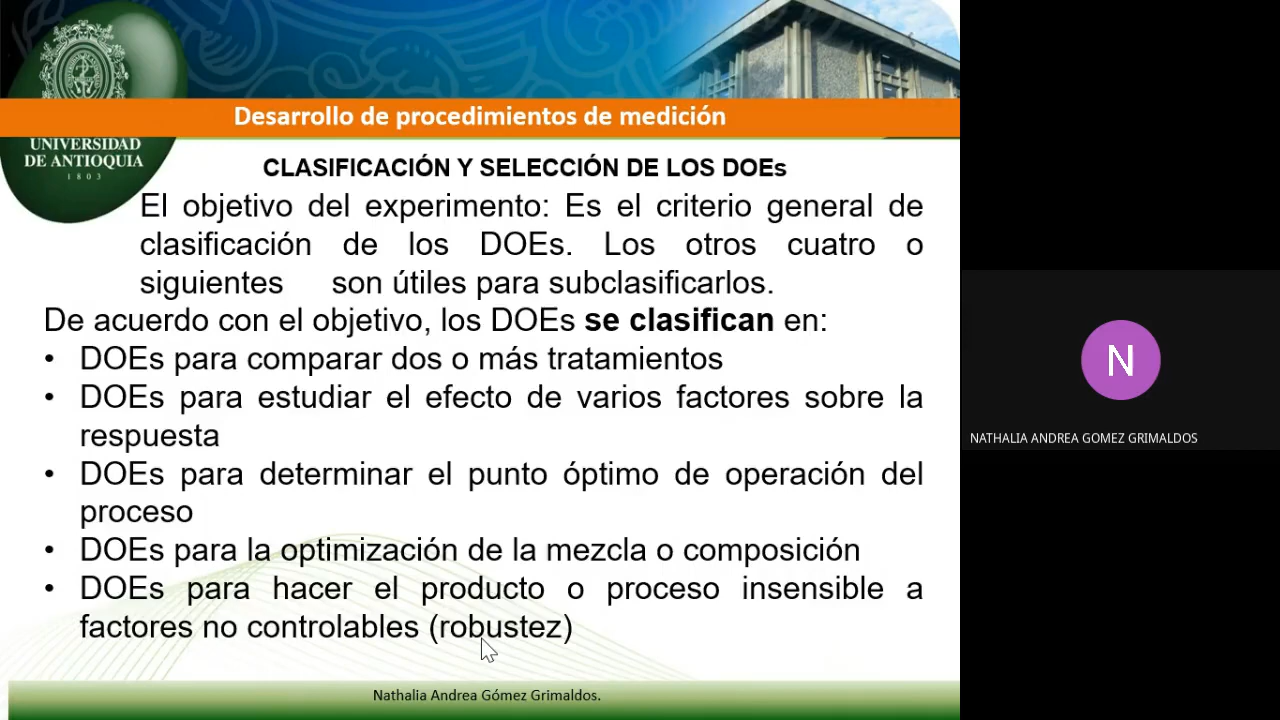 Desarrollo de procedimientos de medición
UNIVERSIDAD
DE ANTIOQUIA
1803
CLASIFICACIÓN Y SELECCIÓN DE LOS DOEs
El objetivo del experimento: Es el criterio general de
clasificación de los DOEs. Los otros cuatro o
siguientes son útiles para subclasificarlos.
De acuerdo con el objetivo, los DOEs se clasifican en:
• DOEs para comparar dos o más tratamientos
• DOEs para estudiar el efecto de varios factores sobre la
respuesta
• DOEs para determinar el punto óptimo de operación del
proceso
• DOEs para la optimización de la mezcla o composición
• DOEs para hacer el producto o proceso insensible a
factores no controlables (robustez)
Nathalia Andrea Gómez Grimaldos.
N
NATHALIA ANDREA GOMEZ GRIMALDOS